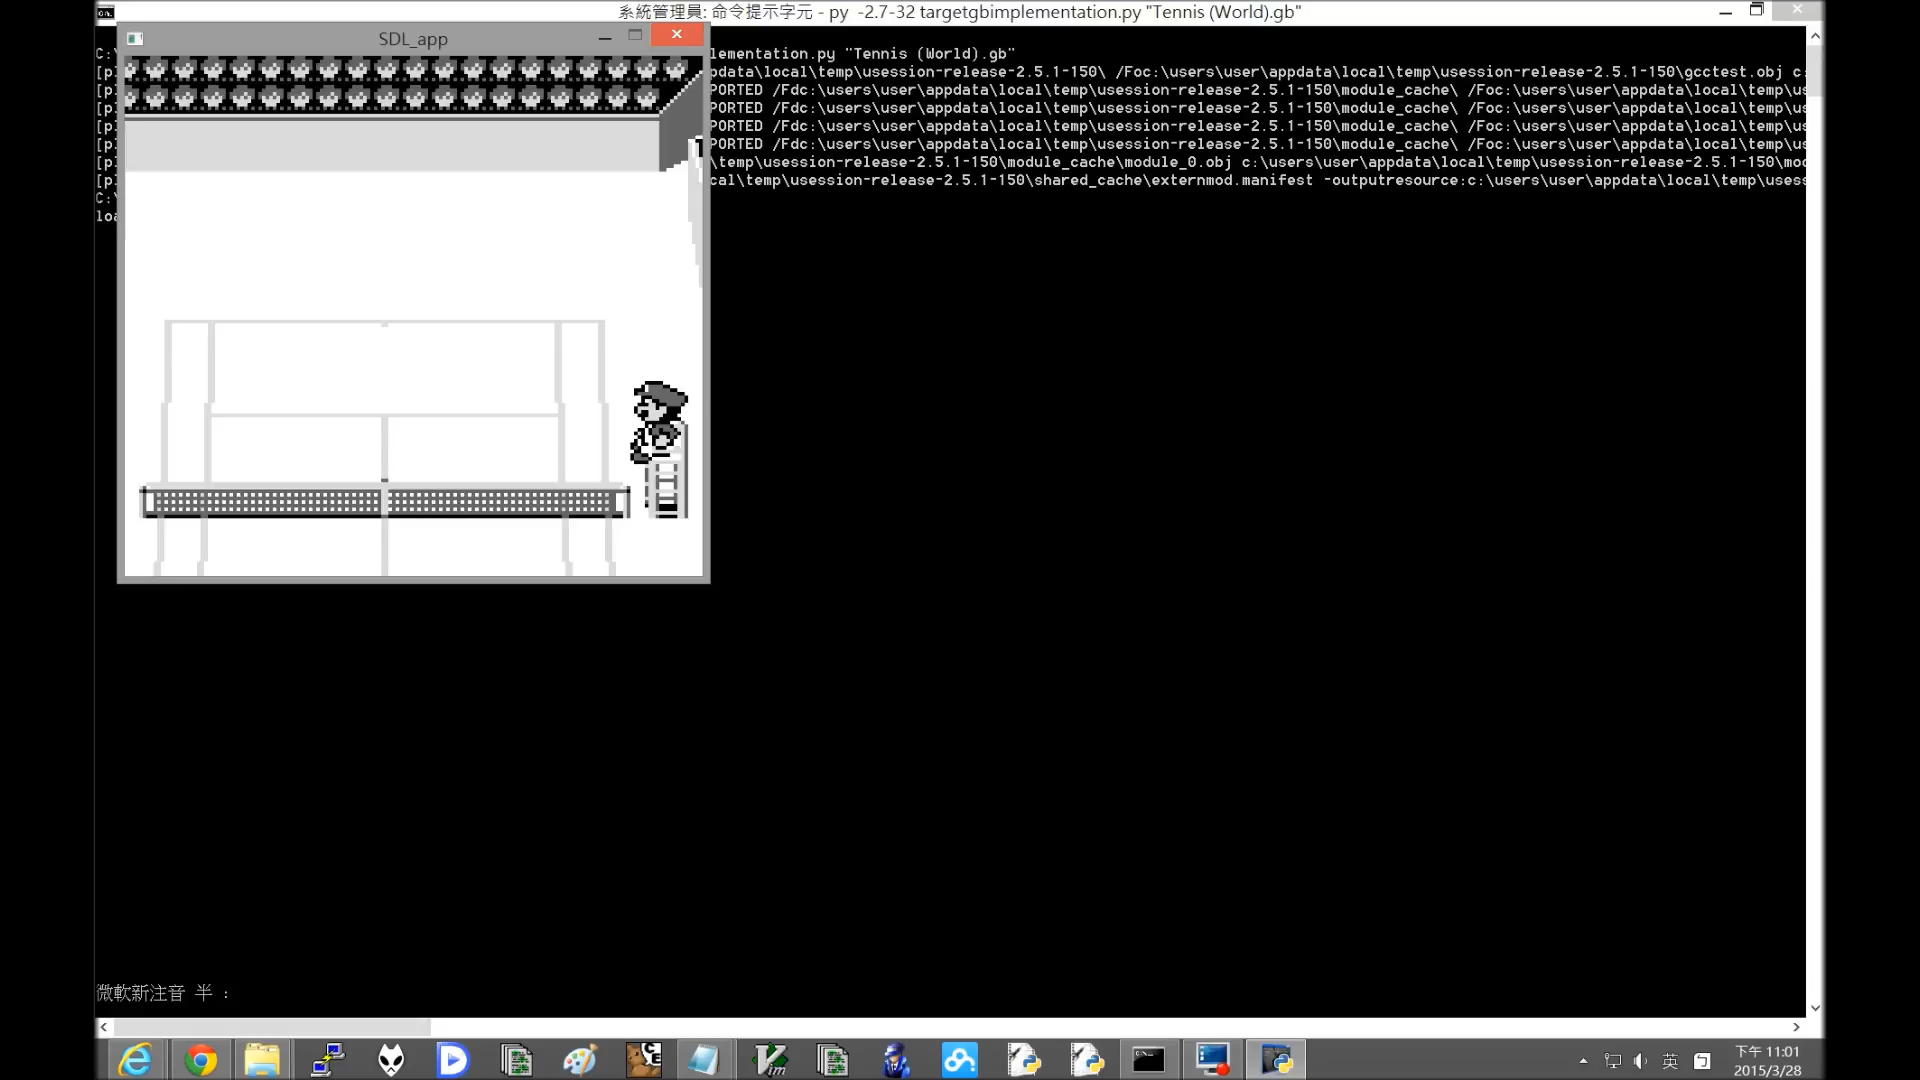 系統管理員: 命令提示字元 - py  -2.7-32 targetgbimplementation.py "Tennis (World).gb"
SDL_app
C:\
lementation.py "Tennis (World).gb"
[p
pdata\local\temp\usession-release-2.5.1-150\ /Foc:\users\user\appdata\local\temp\usession-release-2.5.1-150\gcctest.obj c:
[p
PORTED /Fdc:\users\user\appdata\local\temp\usession-release-2.5.1-150\module_cache\ /Foc:\users\user\appdata\local\temp\us
[p
PORTED /Fdc:\users\user\appdata\local\temp\usession-release-2.5.1-150\module_cache\ /Foc:\users\user\appdata\local\temp\us
[p
PORTED /Fdc:\users\user\appdata\local\temp\usession-release-2.5.1-150\module_cache\ /Foc:\users\user\appdata\local\temp\us
[p
PORTED /Fdc:\users\user\appdata\local\temp\usession-release-2.5.1-150\module_cache\ /Foc:\users\user\appdata\local\temp\us
[p
\temp\usession-release-2.5.1-150\module_cache\module_0.obj c:\users\user\appdata\local\temp\usession-release-2.5.1-150\mod
[p
cal\temp\usession-release-2.5.1-150\shared_cache\externmod.manifest -outputresource:c:\users\user\appdata\local\temp\usess
C:\
loa
微軟新注音 半 :
英
下午 11:01
2015/3/28